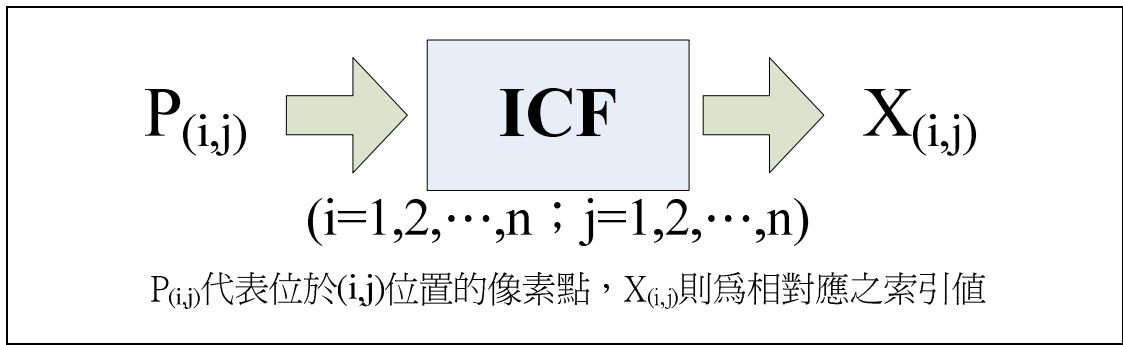 P(i,j) ICF X(i,j)
(i=1,2,⋯,n；j=1,2,⋯,n)
P(i,j)代表位於(i,j)位置的像素點，X(i,j)則為相對應之索引值